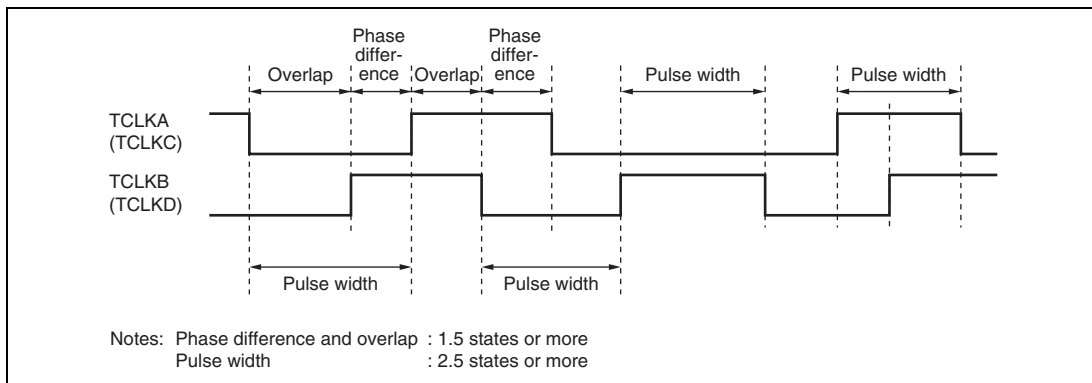 Phase differ- ence
Phase differ- ence
Overlap
Overlap
Pulse width
Pulse width
TCLKA
(TCLKC)
TCLKB
(TCLKD)
Pulse width
Pulse width
Notes: Phase difference and overlap : 1.5 states or more
Pulse width : 2.5 states or more